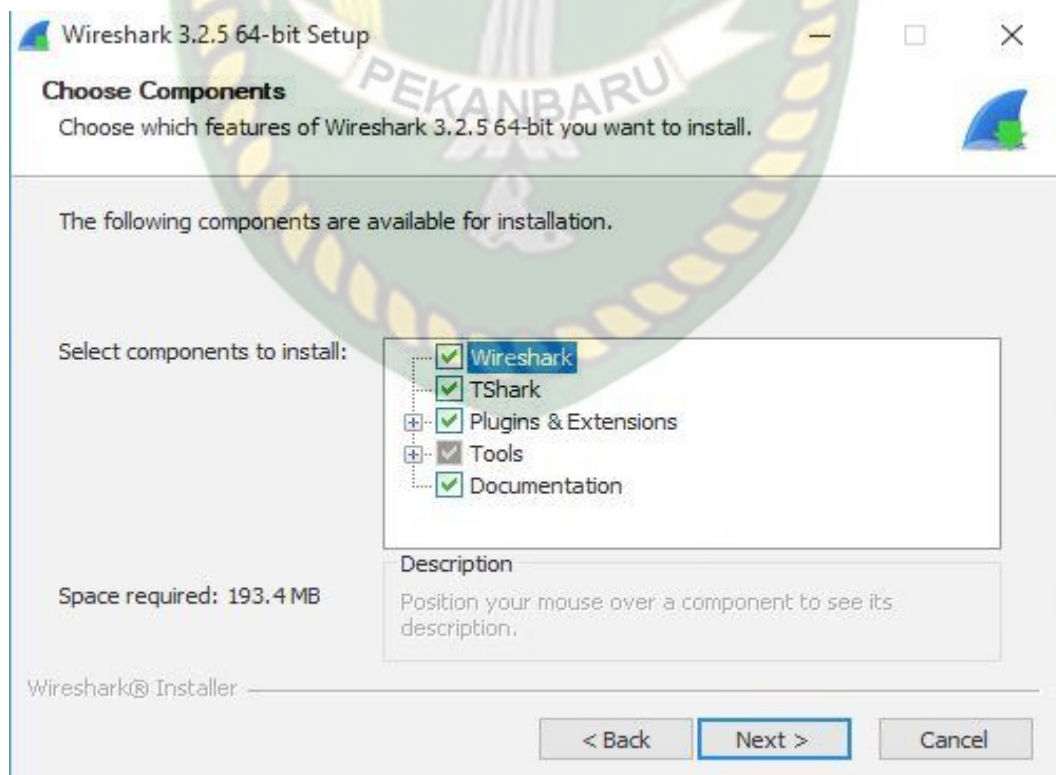 Wireshark 3.2.5 64-bit Setup
PEKANBARU
Choose Components
Choose which features of Wireshark 3.2.5 64-bit you want to install.
The following components are available for installation.
Select components to install:
Wireshark
TShark
Plugins & Extensions
Tools
Documentation
Space required: 193.4 MB
Description
Position your mouse over a component to see its
description.
Wireshark® Installer
< Back
Next >
Cancel